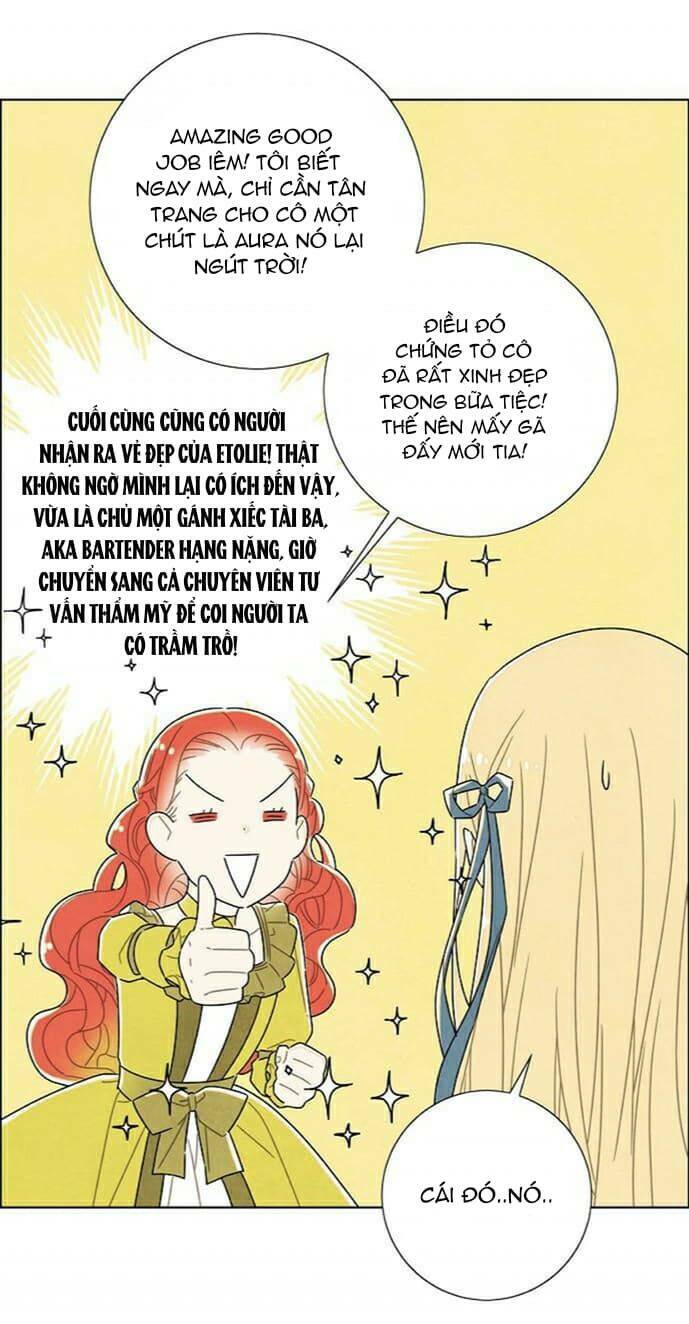 AMAZING GOOD
JOB IÊM! TÔI BIẾT
NGAY MÀ, CHỈ CẦN TÂN
TRANG CHO CÔ MỘT
CHÚT LÀ AURA NÓ LẠI
NGÚT TRỜI!
ĐIỀU ĐÓ
CHỨNG TỎ CÔ
ĐÃ RẤT XINH ĐẸP
TRONG BỮA TIỆC!
THẾ NÊN MẤY GÃ
ĐẤY MỚI TIA!
CUỐI CÙNG CŨNG CÓ NGƯỜI
NHẬN RA VẺ ĐẸP CỦA ETOLIE! THẬT
KHÔNG NGỜ MÌNH LẠI CÓ ÍCH ĐẾN VẬY,
VỪA LÀ CHỦ MỘT GÁNH XIẾC TÀI BA,
AKA BARTENDER HẠNG NẶNG, GIỜ
CHUYỂN SANG CẢ CHUYÊN VIÊN TƯ
VẤN THẨM MỸ ĐỂ COI NGƯỜI TA
CÓ TRẦM TRỒ!
CÁI ĐÓ..NÓ..